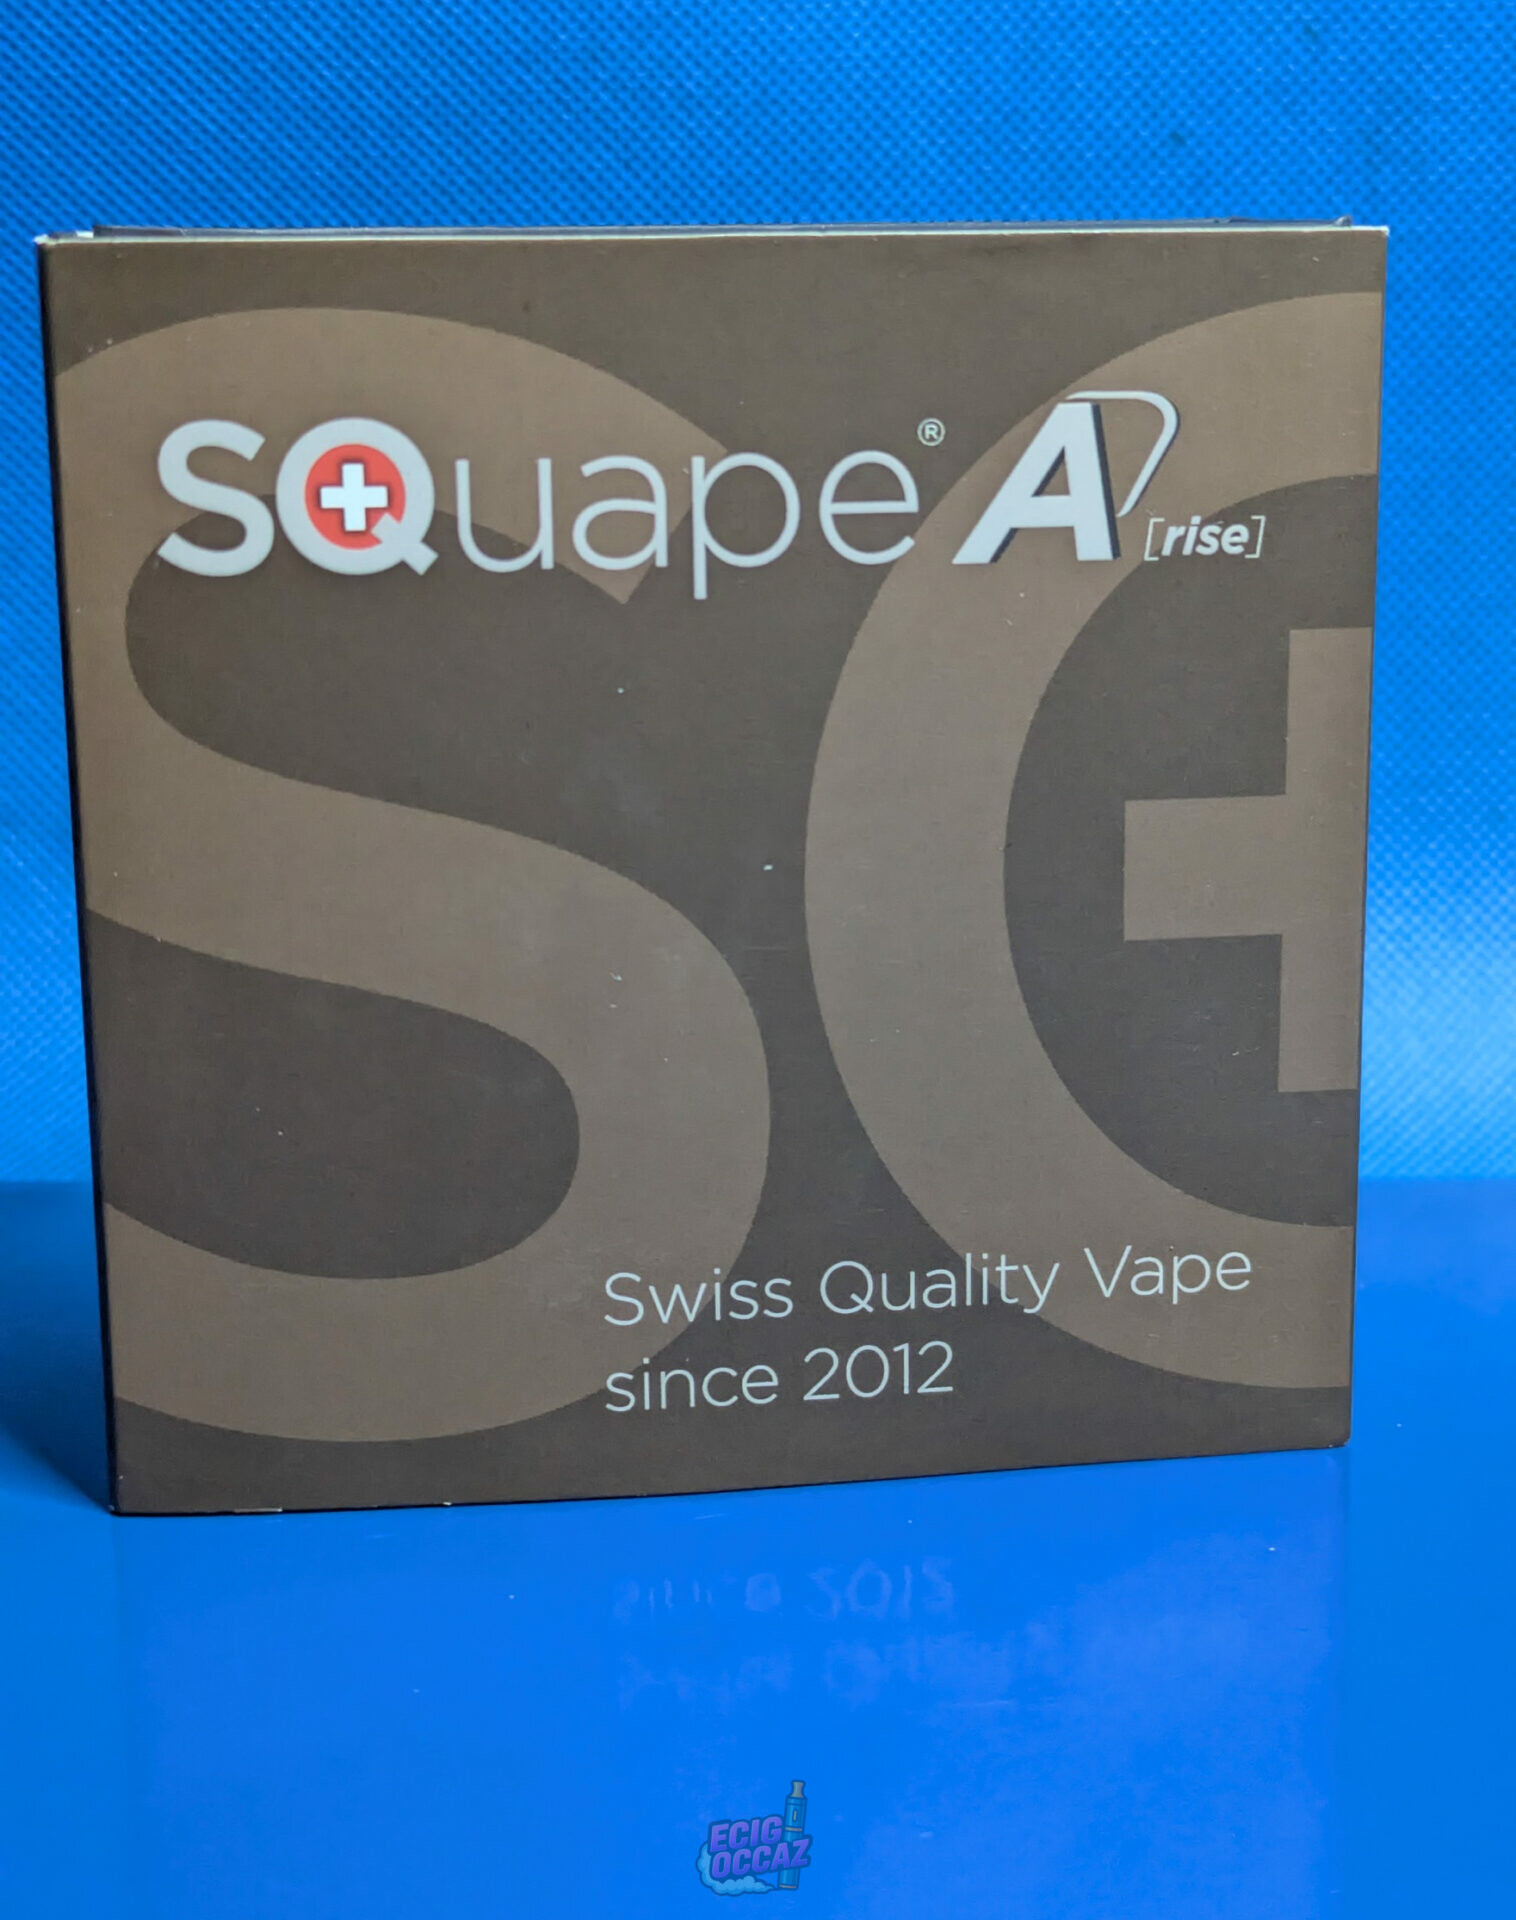 SQuape® A[rise]
Swiss Quality Vape
since 2012
ECIG
OCCAZ